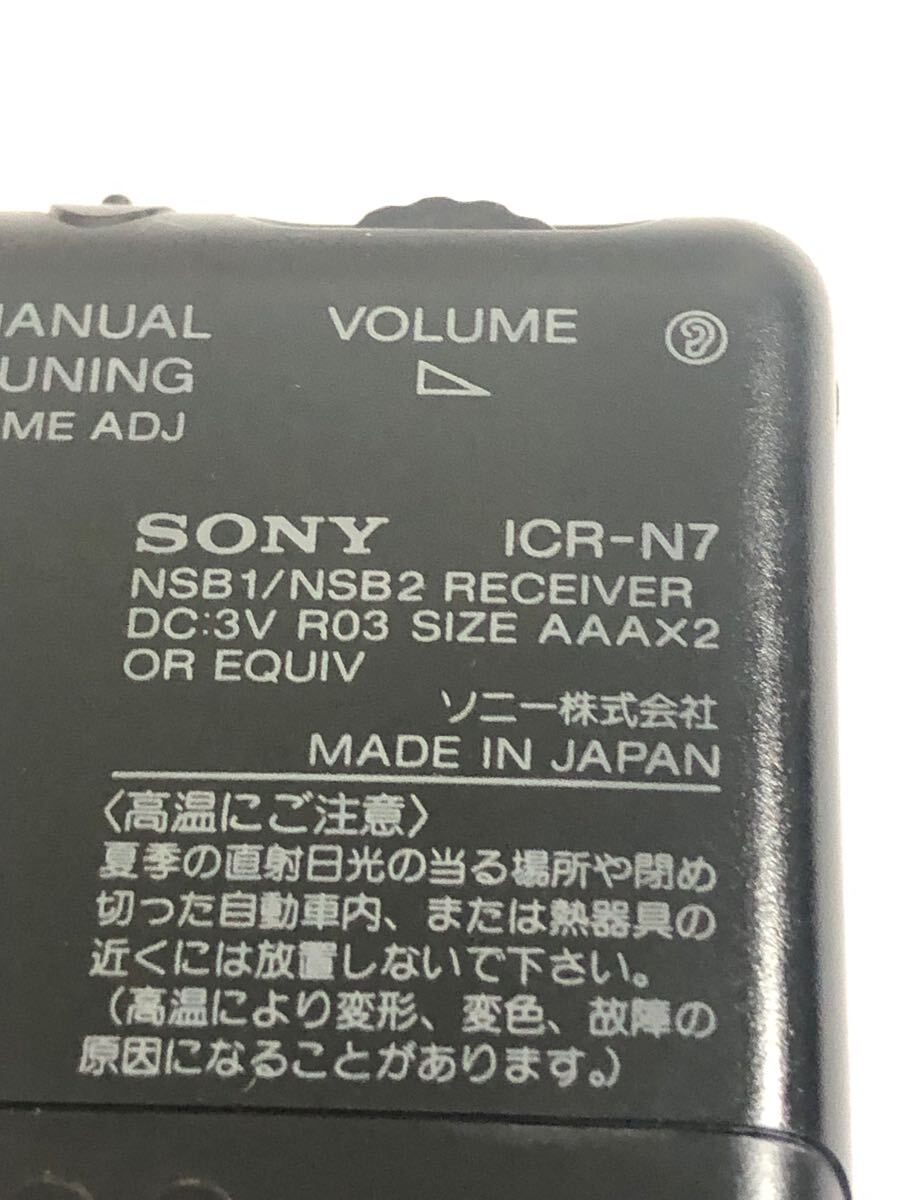 MANUAL
TUNING
ME ADJ
VOLUME
SONY ICR-N7
NSB1/NSB2 RECEIVER
DC:3V R03 SIZE AAAX2
OR EQUIV
ソニー株式会社
MADE IN JAPAN
〈高温にご注意〉
夏季の直射日光の当る場所や閉め
切った自動車内、または熱器具の
近くには放置しないで下さい。
(高温により変形、変色、故障の
原因になることがあります。)